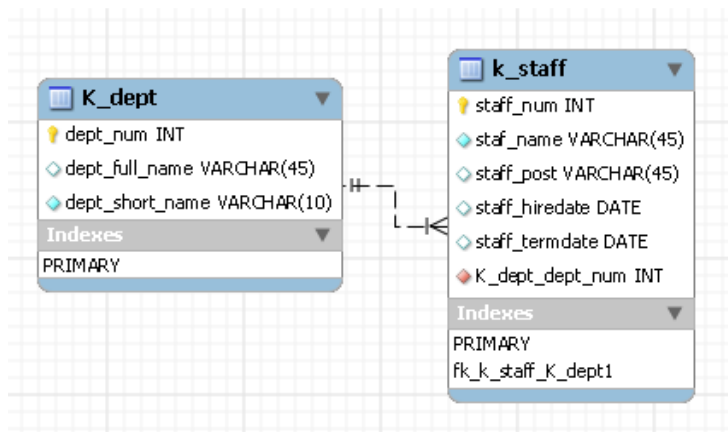 K_dept
dept_num INT
dept_full_name VARCHAR(45)
dept_short_name VARCHAR(10)
Indexes
PRIMARY
k_staff
staff_num INT
staf_name VARCHAR(45)
staff_post VARCHAR(45)
staff_hiredate DATE
staff_termdate DATE
K_dept_dept_num INT
Indexes
PRIMARY
fk_k_staff_K_dept1